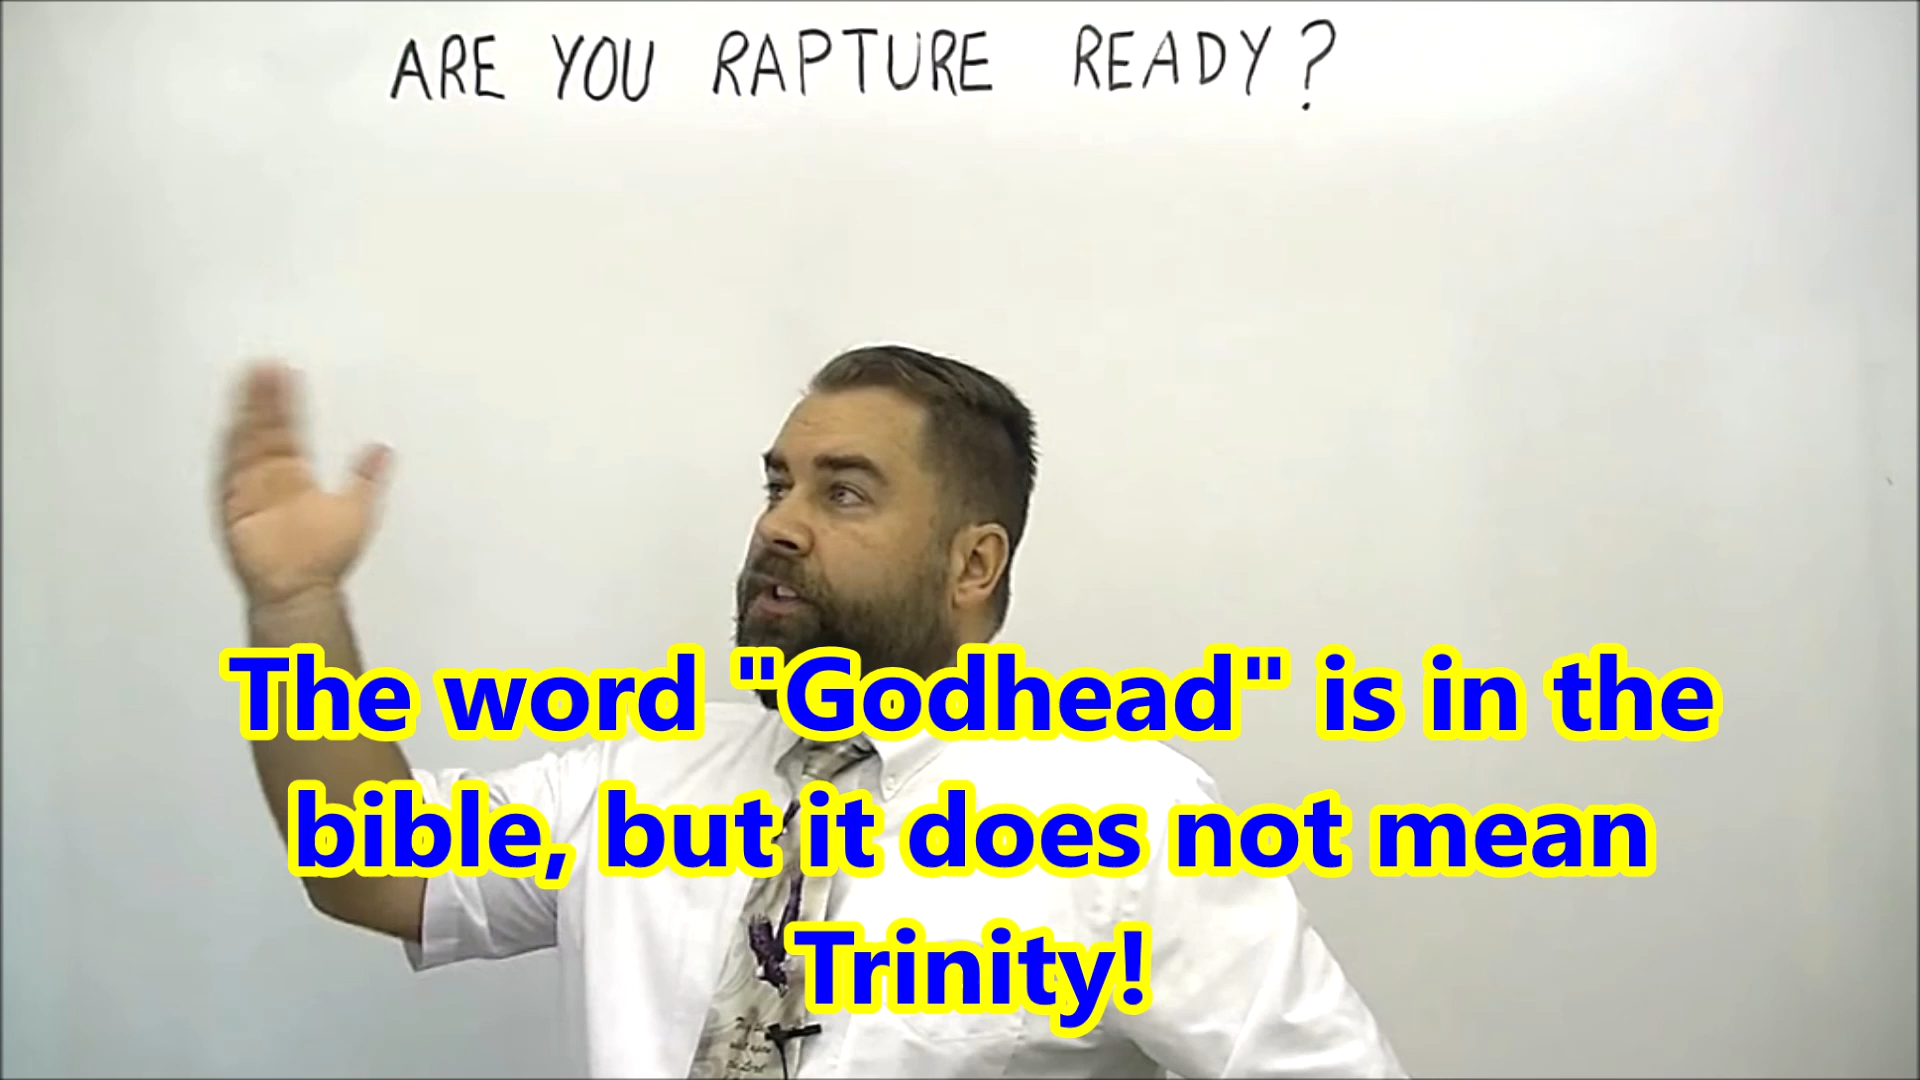 ARE YOU RAPTURE READY?
The word "Godhead" is in the
bible, but it does not mean
Trinity!